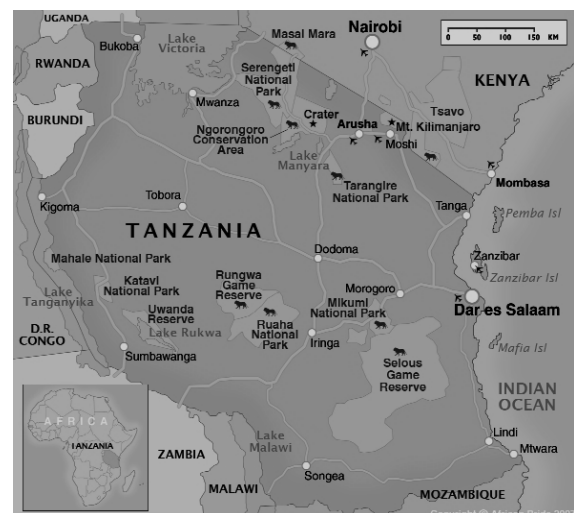 UGANDA
Bukoba
Lake
Victoria
Masai Mara
Nairobi
0 50 100 150 KM
RWANDA
Serengeti
National
Park
KENYA
BURUNDI
Mwanza
Crater
Tsavo
Ngorongoro
Conservation
Area
Arusha
Mt. Kilimanjaro
Moshi
Lake
Manyara
Mombasa
Kigoma
Tobora
Tarangire
National Park
Tanga
Pemba Isl
TANZANIA
Dodoma
Zanzibar
Zanzibar Isl
Mahale National Park
Katavi
National Park
Rungwa
Game
Reserve
Morogoro
Mikumi
National
Park
Dar es Salaam
Lake
Tanganyika
Uwanda
Reserve
Lake Rukwa
Ruaha
National
Park
Iringa
Mafia Isl
D.R.
CONGO
Sumbawanga
Selous
Game
Reserve
INDIAN
OCEAN
AFRICA
TANZANIA
ZAMBIA
Lake
Malawi
Lindi
Mtwara
Songea
MALAWI
MOZAMBIQUE